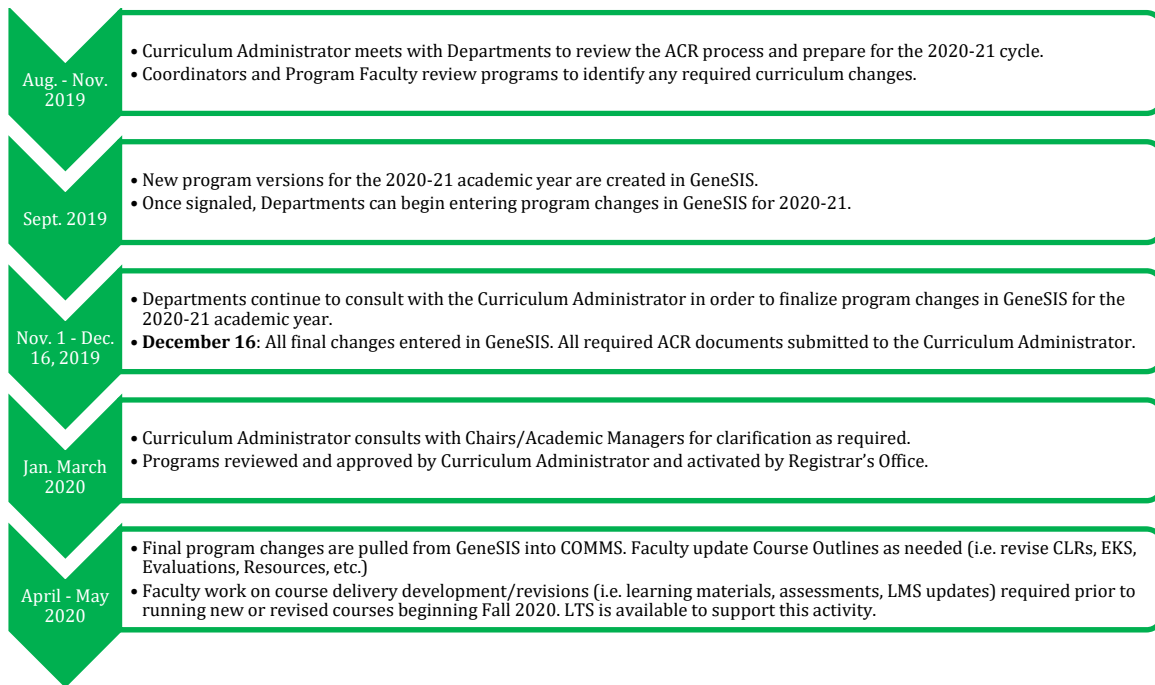 Aug. - Nov.
2019
• Curriculum Administrator meets with Departments to review the ACR process and prepare for the 2020-21 cycle.
• Coordinators and Program Faculty review programs to identify any required curriculum changes.
Sept. 2019
• New program versions for the 2020-21 academic year are created in GeneSIS.
• Once signaled, Departments can begin entering program changes in GeneSIS for 2020-21.
Nov. 1 - Dec.
16, 2019
• Departments continue to consult with the Curriculum Administrator in order to finalize program changes in GeneSIS for the
2020-21 academic year.
• December 16: All final changes entered in GeneSIS. All required ACR documents submitted to the Curriculum Administrator.
Jan. March
2020
• Curriculum Administrator consults with Chairs/Academic Managers for clarification as required.
• Programs reviewed and approved by Curriculum Administrator and activated by Registrar's Office.
April - May
2020
• Final program changes are pulled from GeneSIS into COMMS. Faculty update Course Outlines as needed (i.e. revise CLRs, EKS,
Evaluations, Resources, etc.)
• Faculty work on course delivery development/revisions (i.e. learning materials, assessments, LMS updates) required prior to
running new or revised courses beginning Fall 2020. LTS is available to support this activity.